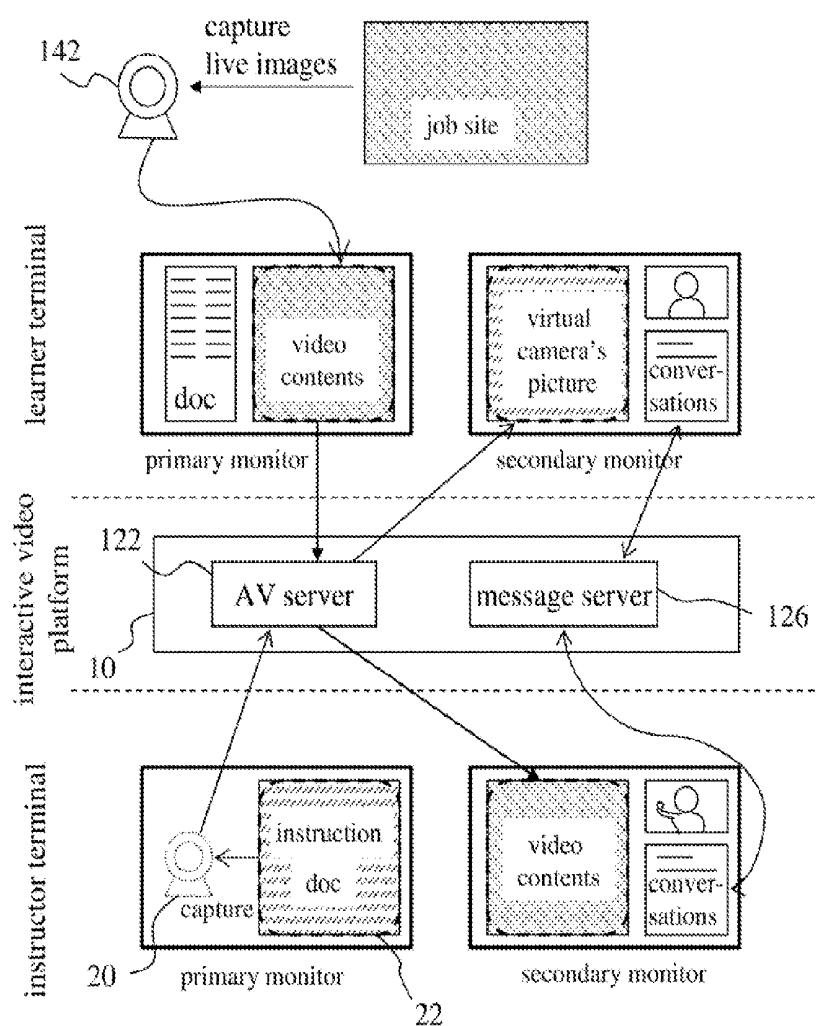 142
capture
live images
job site
learner terminal
doc
video
contents
virtual
camera's
picture
conver-
sations
primary monitor
secondary monitor
interactive video
platform
122
AV server
message server
126
10
instructor terminal
instruction
doc
capture
20
22
primary monitor
video
contents
conver-
sations
secondary monitor